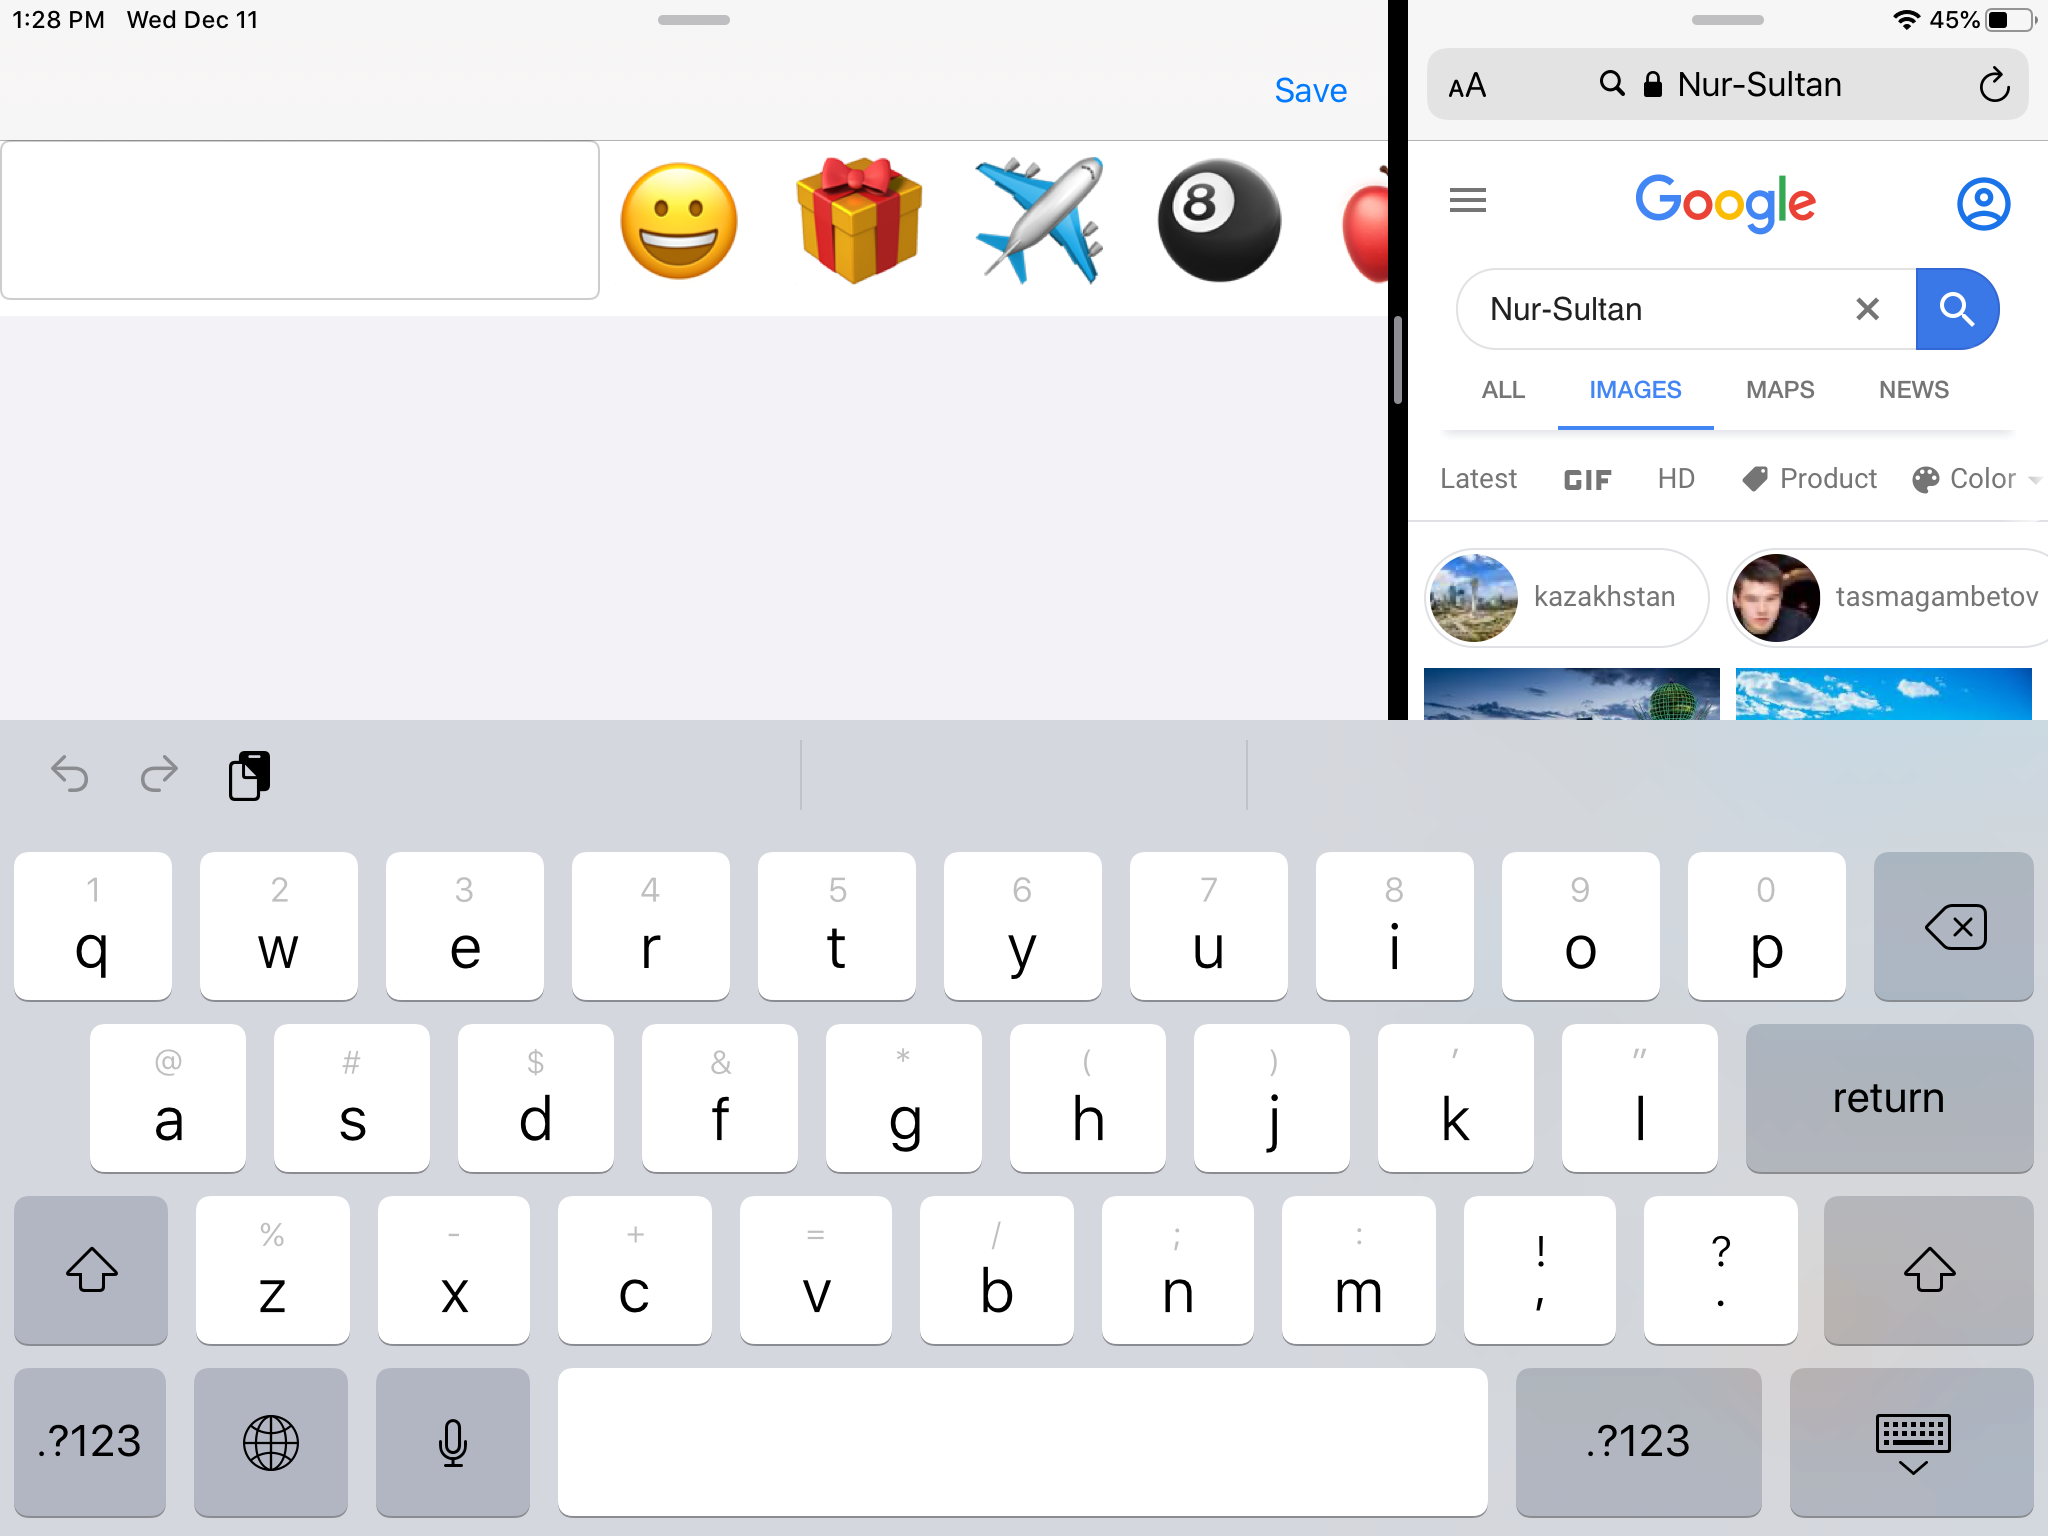 1:28 PM Wed Dec 11
45%
Save
AA Nur-Sultan
8
Google
Nur-Sultan
ALL IMAGES MAPS NEWS
Latest GIF HD Product Color
kazakhstan tasmagambetov
1 2 3 4 5 6 7 8 9 0
q w e r t y u i o p
@ # $ & * ( ) ' "
a s d f g h j k l return
% - + = / ; : ! ?
z x c v b n m , .
.?123 .?123